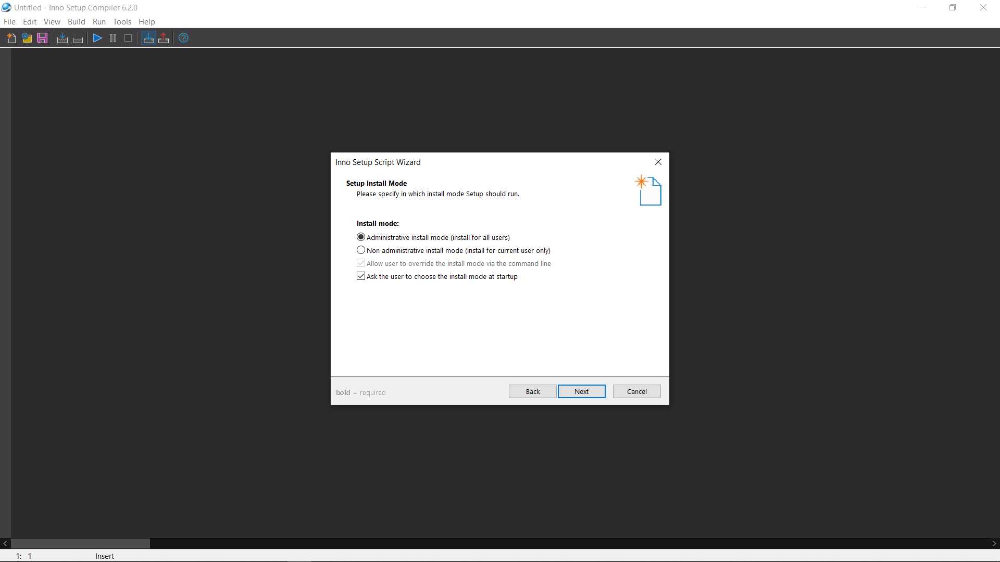 Untitled - Inno Setup Compiler 6.2.0
File Edit View Build Run Tools Help
Inno Setup Script Wizard
Setup Install Mode
Please specify in which install mode Setup should run.
Install mode:
Administrative install mode (install for all users)
Non administrative install mode (install for current user only)
Allow user to override the install mode via the command line
Ask the user to choose the install mode at startup
bold = required
Back Next Cancel
1: 1 Insert